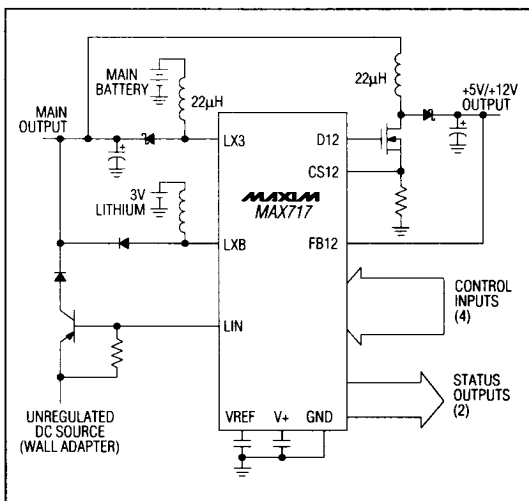 MAIN
BATTERY
22μH
22μH
+5V/+12V
OUTPUT
MAIN
OUTPUT
LX3
D12
CS12
MAXIM
MAX717
3V
LITHIUM
LXB
FB12
CONTROL
INPUTS
(4)
LIN
STATUS
OUTPUTS
(2)
UNREGULATED
DC SOURCE
(WALL ADAPTER)
VREF V+ GND